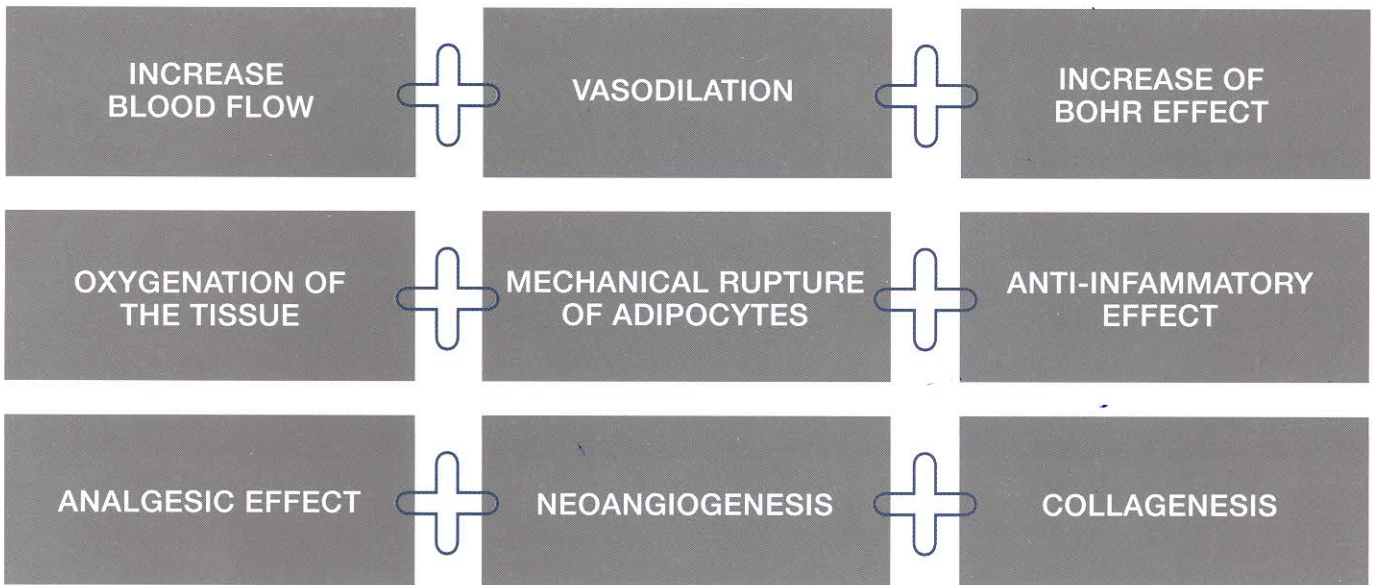 INCREASE
BLOOD FLOW
VASODILATION
INCREASE OF
BOHR EFFECT
OXYGENATION OF
THE TISSUE
MECHANICAL RUPTURE
OF ADIPOCYTES
ANTI-INFAMMATORY
EFFECT
ANALGESIC EFFECT
NEOANGIOGENESIS
COLLAGENESIS